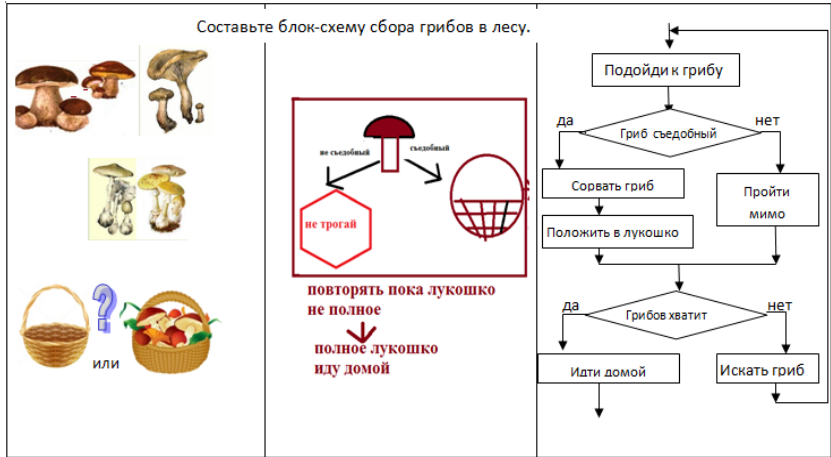 Составьте блок-схему сбора грибов в лесу.
?
или
не съедобный
съедобный
не трогай
повторять пока лукошко
не полное
полное лукошко
иду домой
Подойди к грибу
да
нет
Гриб съедобный
Сорвать гриб
Пройти
мимо
Положить в лукошко
да
нет
Грибов хватит
Идти домой
Искать гриб